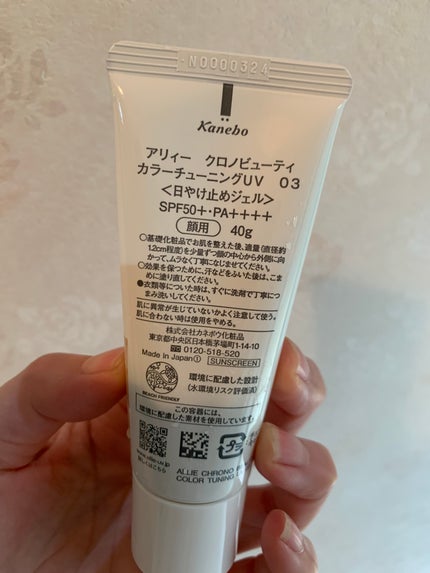 N0000324
Kanebo
アリィー クロノビューティ
カラーチューニングUV 03
<日やけ止めジェル>
SPF50+・PA++++
顔用 40g
○基礎化粧品でお肌を整えた後、適量(直径約
1.2cm程度)を少量ずつ顔の中心から外側に向
かって、ムラなく丁寧になじませてください。
○効果を保つために、汗などをふいた後は、こま
めに塗り直してください。
●衣類等についた時は、すぐに洗剤で丁寧につ
まみ洗いしてください。
肌に異常が生じていないかよく注意して使う。
肌に合わない時は使用をやめる。
株式会社カネボウ化粧品
東京都中央区日本橋茅場町1-14-10
0120-518-520
Made in Japan① SUNSCREEN
BEACH FRIENDLY
環境に配慮した設計
(水環境リスク評価済)
この容器には、
環境に配慮した素材を使用しています。
詳しくはこちら
ALLIE CHRONO
COLOR TUNING